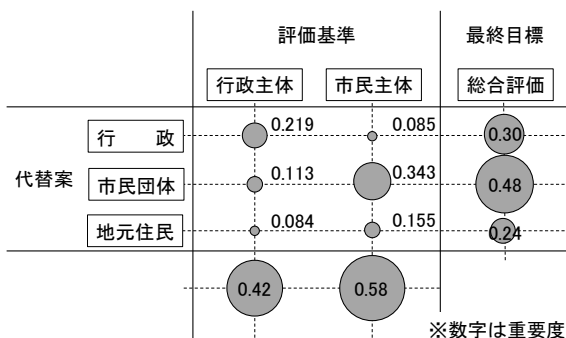 評価基準 最終目標
行政主体 市民主体 総合評価
行 政 0.219 0.085 0.30
代替案 市民団体 0.113 0.343 0.48
地元住民 0.084 0.155 0.24
0.42 0.58
※数字は重要度